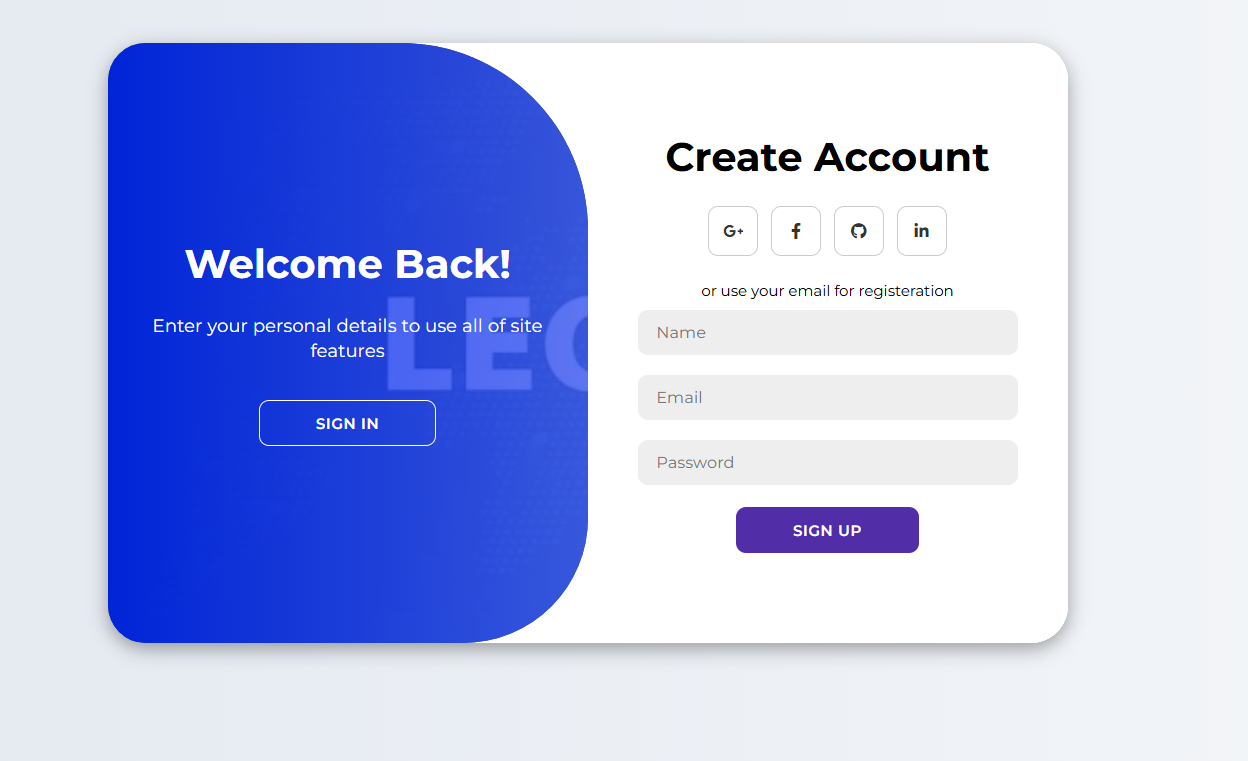 Welcome Back!
Enter your personal details to use all of site
features
LEG
SIGN IN
Create Account
G+
f
in
or use your email for registeration
Name
Email
Password
SIGN UP